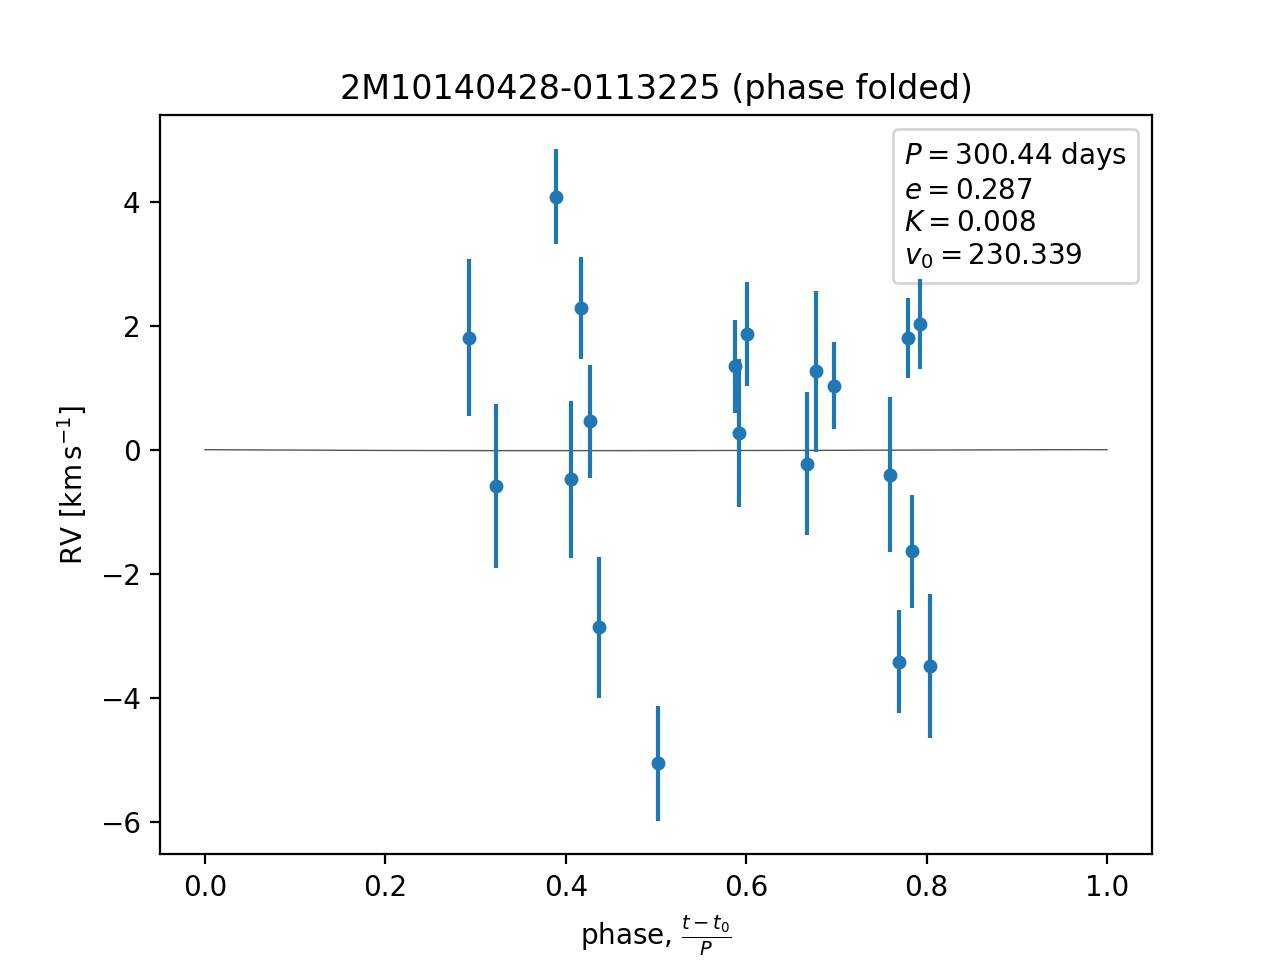 2M10140428-0113225 (phase folded)
P = 300.44 days
e = 0.287
K = 0.008
v₀ = 230.339
4
2
0
−2
−4
−6
RV [km s⁻¹]
0.0 0.2 0.4 0.6 0.8 1.0
phase, (t − t₀)/P